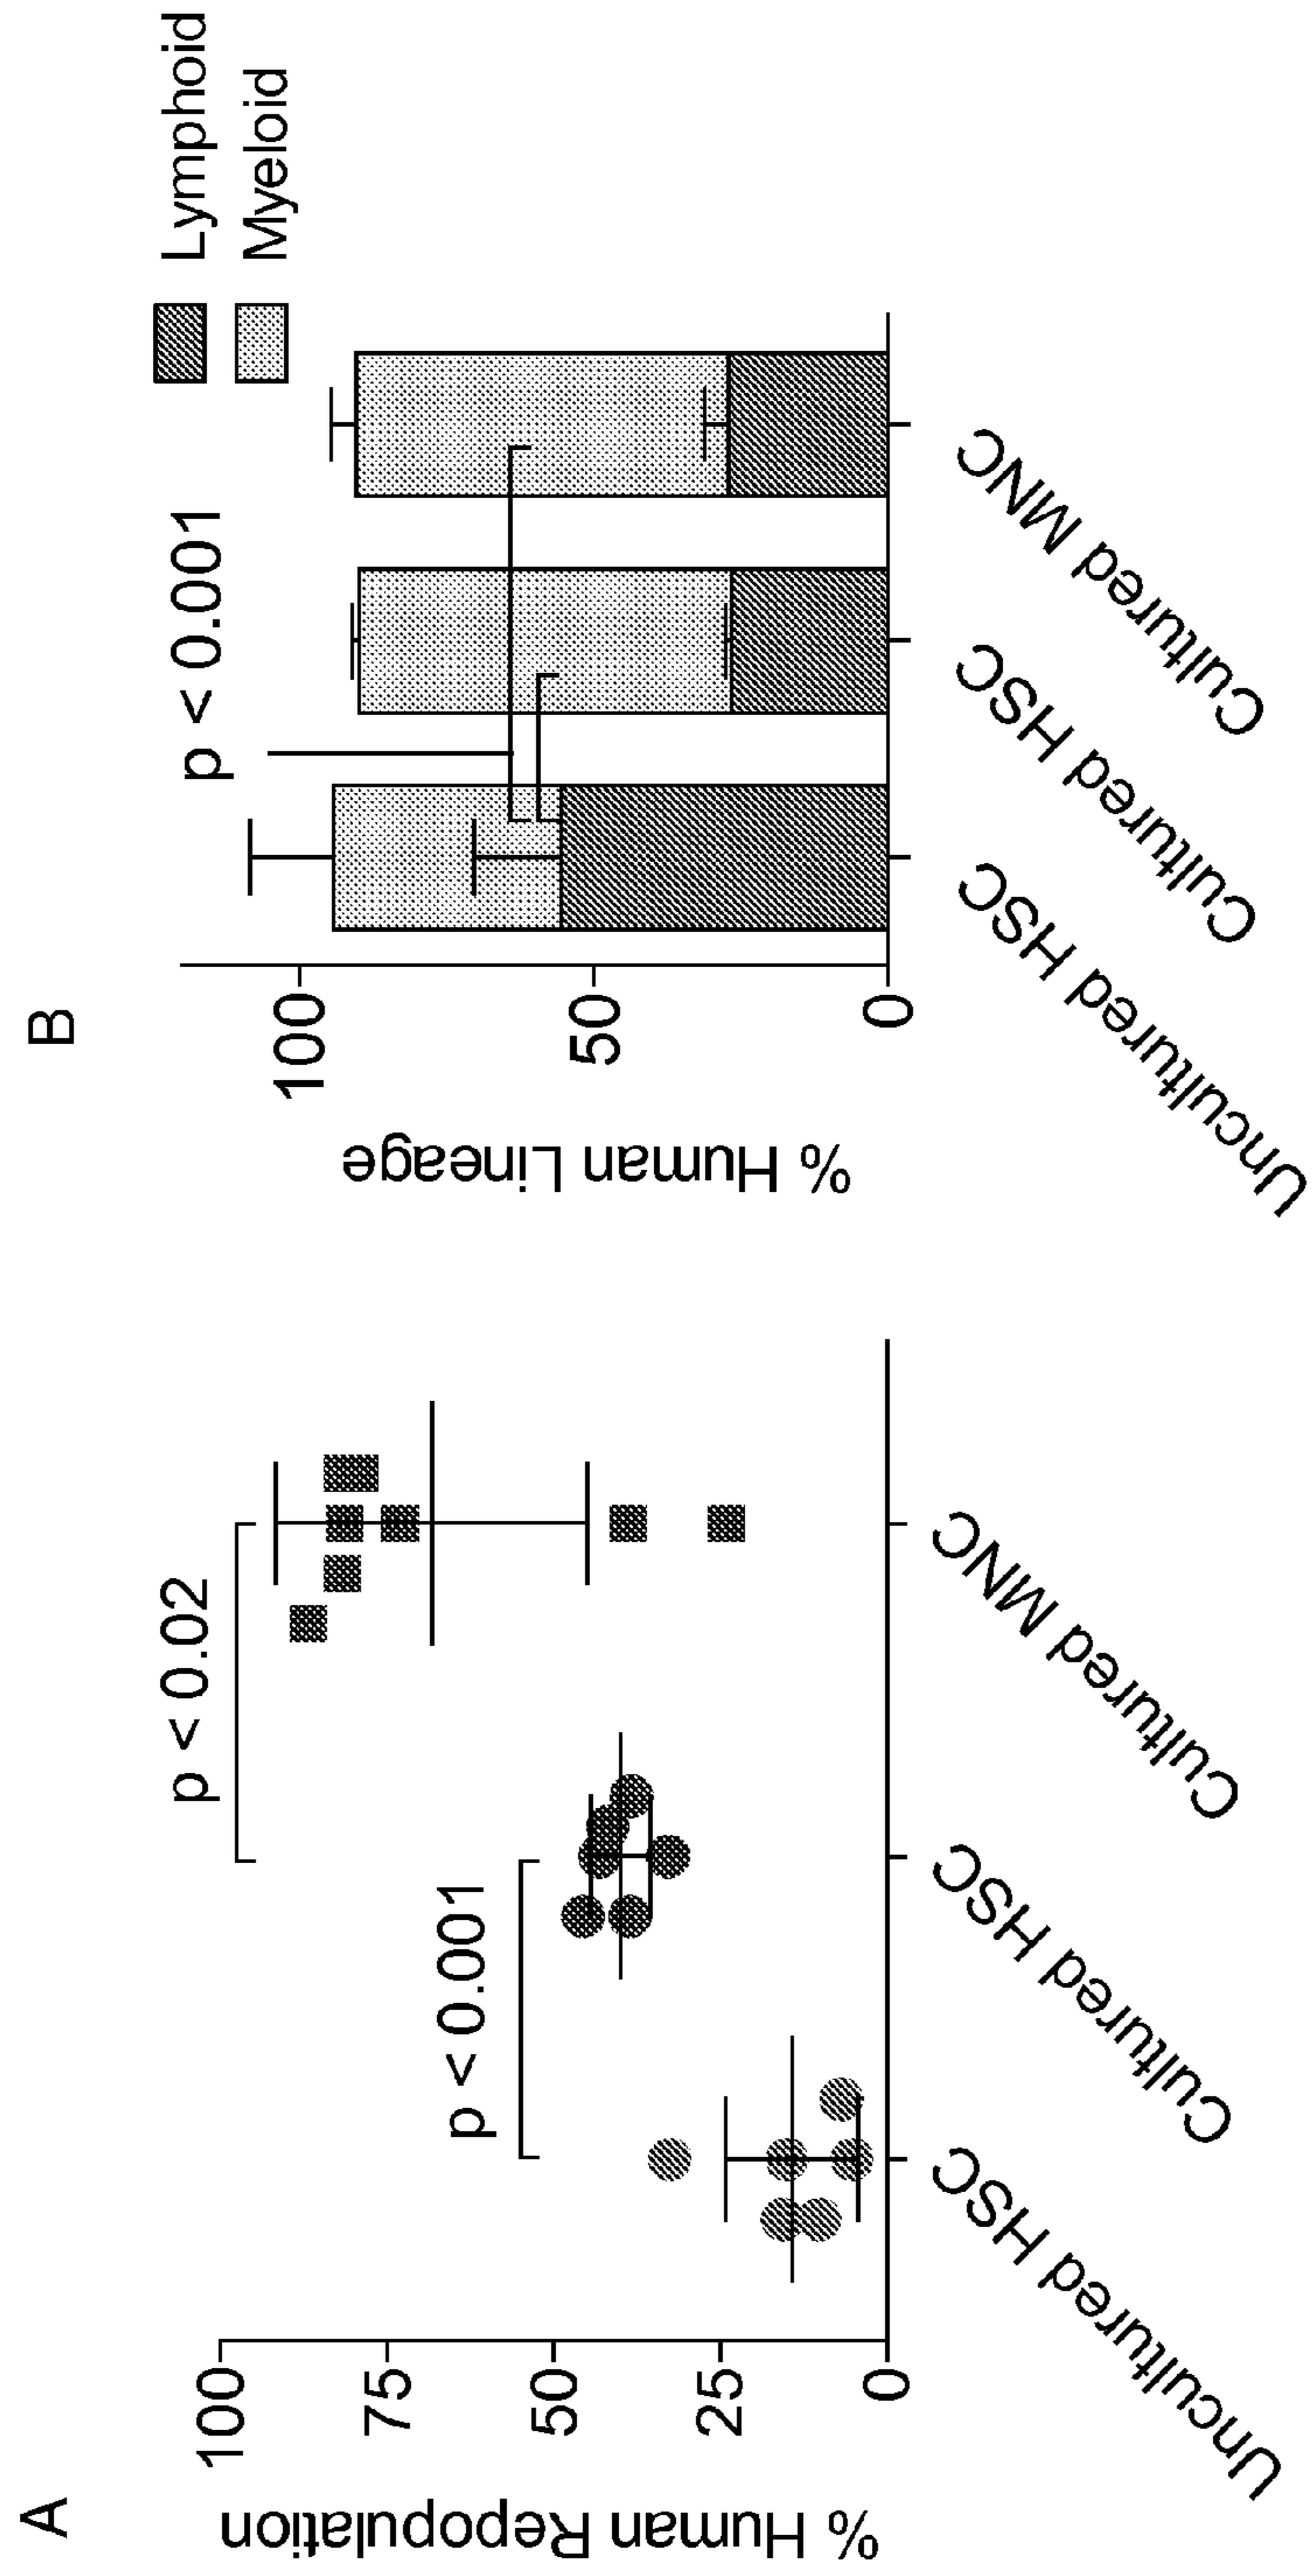 A
% Human Repopulation
100
75
50
25
0
p < 0.001
p < 0.02
Uncultured HSC
Cultured HSC
Cultured MNC
B
% Human Lineage
100
50
0
p < 0.001
Lymphoid
Myeloid
Uncultured HSC
Cultured HSC
Cultured MNC